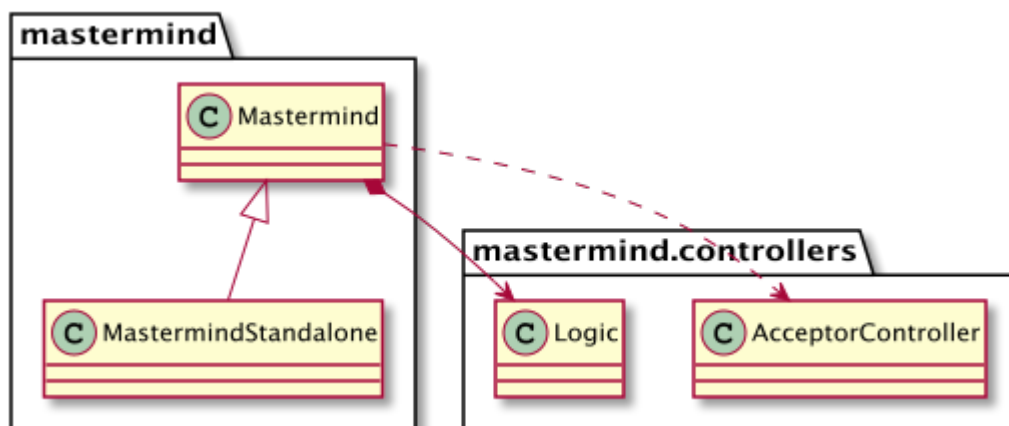 mastermind
C Mastermind
mastermind.controllers
C MastermindStandalone
C Logic
C AcceptorController